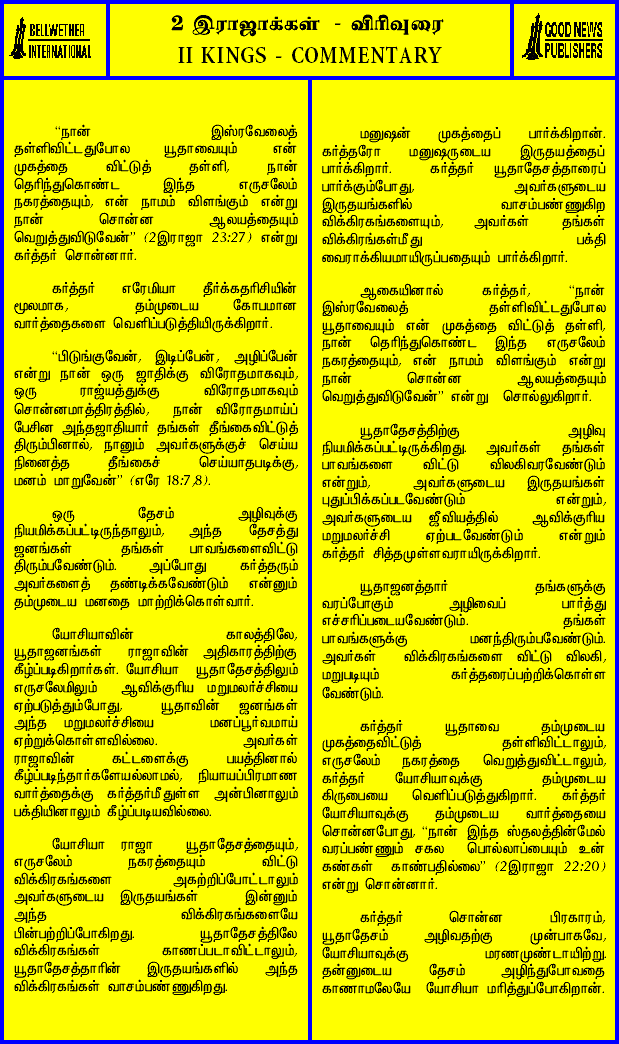 BELLWETHER
INTERNATIONAL
2 இராஜாக்கள் - விரிவுரை
II KINGS - COMMENTARY
GOOD NEWS
PUBLISHERS
"நான் இஸ்ரவேலைத்
தள்ளிவிட்டதுபோல யூதாவையும் என்
முகத்தை விட்டுத் தள்ளி, நான்
தெரிந்துகொண்ட இந்த எருசலேம்
நகரத்தையும், என் நாமம் விளங்கும் என்று
நான் சொன்ன ஆலயத்தையும்
வெறுத்துவிடுவேன்" (2இராஜா 23:27) என்று
கர்த்தர் சொன்னார்.
கர்த்தர் எரேமியா தீர்க்கதரிசியின்
மூலமாக, தம்முடைய கோபமான
வார்த்தைகளை வெளிப்படுத்தியிருக்கிறார்.
"பிடுங்குவேன், இடிப்பேன், அழிப்பேன்
என்று நான் ஒரு ஜாதிக்கு விரோதமாகவும்,
ஒரு ராஜ்யத்துக்கு விரோதமாகவும்
சொன்னமாத்திரத்தில், நான் விரோதமாய்ப்
பேசின அந்தஜாதியார் தங்கள் தீங்கைவிட்டுத்
திரும்பினால், நானும் அவர்களுக்குச் செய்ய
நினைத்த தீங்கைச் செய்யாதபடிக்கு,
மனம் மாறுவேன்" (எரே 18:7,8).
ஒரு தேசம் அழிவுக்கு
நியமிக்கப்பட்டிருந்தாலும், அந்த தேசத்து
ஜனங்கள் தங்கள் பாவங்களைவிட்டு
திரும்பவேண்டும். அப்போது கர்த்தரும்
அவர்களைத் தண்டிக்கவேண்டும் என்னும்
தம்முடைய மனதை மாற்றிக்கொள்வார்.
யோசியாவின் காலத்திலே,
யூதாஜனங்கள் ராஜாவின் அதிகாரத்திற்கு
கீழ்ப்படிகிறார்கள். யோசியா யூதாதேசத்திலும்
எருசலேமிலும் ஆவிக்குரிய மறுமலர்ச்சியை
ஏற்படுத்தும்போது, யூதாவின் ஜனங்கள்
அந்த மறுமலர்ச்சியை மனப்பூர்வமாய்
ஏற்றுக்கொள்ளவில்லை. அவர்கள்
ராஜாவின் கட்டளைக்கு பயத்தினால்
கீழ்ப்படிந்தார்களேயல்லாமல், நியாயப்பிரமாண
வார்த்தைக்கு கர்த்தர்மீதுள்ள அன்பினாலும்
பக்தியினாலும் கீழ்ப்படியவில்லை.
யோசியா ராஜா யூதாதேசத்தையும்,
எருசலேம் நகரத்தையும் விட்டு
விக்கிரகங்களை அகற்றிப்போட்டாலும்
அவர்களுடைய இருதயங்கள் இன்னும்
அந்த விக்கிரகங்களையே
பின்பற்றிப்போகிறது. யூதாதேசத்திலே
விக்கிரகங்கள் காணப்படாவிட்டாலும்,
யூதாதேசத்தாரின் இருதயங்களில் அந்த
விக்கிரகங்கள் வாசம்பண்ணுகிறது.
மனுஷன் முகத்தைப் பார்க்கிறான்.
கர்த்தரோ மனுஷருடைய இருதயத்தைப்
பார்க்கிறார். கர்த்தர் யூதாதேசத்தாரைப்
பார்க்கும்போது, அவர்களுடைய
இருதயங்களில் வாசம்பண்ணுகிற
விக்கிரகங்களையும், அவர்கள் தங்கள்
விக்கிரங்கள்மீது பக்தி
வைராக்கியமாயிருப்பதையும் பார்க்கிறார்.
ஆகையினால் கர்த்தர், "நான்
இஸ்ரவேலைத் தள்ளிவிட்டதுபோல
யூதாவையும் என் முகத்தை விட்டுத் தள்ளி,
நான் தெரிந்துகொண்ட இந்த எருசலேம்
நகரத்தையும், என் நாமம் விளங்கும் என்று
நான் சொன்ன ஆலயத்தையும்
வெறுத்துவிடுவேன்" என்று சொல்லுகிறார்.
யூதாதேசத்திற்கு அழிவு
நியமிக்கப்பட்டிருக்கிறது. அவர்கள் தங்கள்
பாவங்களை விட்டு விலகிவரவேண்டும்
என்றும், அவர்களுடைய இருதயங்கள்
புதுப்பிக்கப்படவேண்டும் என்றும்,
அவர்களுடைய ஜீவியத்தில் ஆவிக்குரிய
மறுமலர்ச்சி ஏற்படவேண்டும் என்றும்
கர்த்தர் சித்தமுள்ளவராயிருக்கிறார்.
யூதாஜனத்தார் தங்களுக்கு
வரப்போகும் அழிவைப் பார்த்து
எச்சரிப்படையவேண்டும். தங்கள்
பாவங்களுக்கு மனந்திரும்பவேண்டும்.
அவர்கள் விக்கிரகங்களை விட்டு விலகி,
மறுபடியும் கர்த்தரைப்பற்றிக்கொள்ள
வேண்டும்.
கர்த்தர் யூதாவை தம்முடைய
முகத்தைவிட்டுத் தள்ளிவிட்டாலும்,
எருசலேம் நகரத்தை வெறுத்துவிட்டாலும்,
கர்த்தர் யோசியாவுக்கு தம்முடைய
கிருபையை வெளிப்படுத்துகிறார். கர்த்தர்
யோசியாவுக்கு தம்முடைய வார்த்தையை
சொன்னபோது, "நான் இந்த ஸ்தலத்தின்மேல்
வரப்பண்ணும் சகல பொல்லாப்பையும் உன்
கண்கள் காண்பதில்லை" (2இராஜா 22:20)
என்று சொன்னார்.
கர்த்தர் சொன்ன பிரகாரம்,
யூதாதேசம் அழிவதற்கு முன்பாகவே,
யோசியாவுக்கு மரணமுண்டாயிற்று.
தன்னுடைய தேசம் அழிந்துபோவதை
காணாமலேயே யோசியா மரித்துப்போகிறான்.